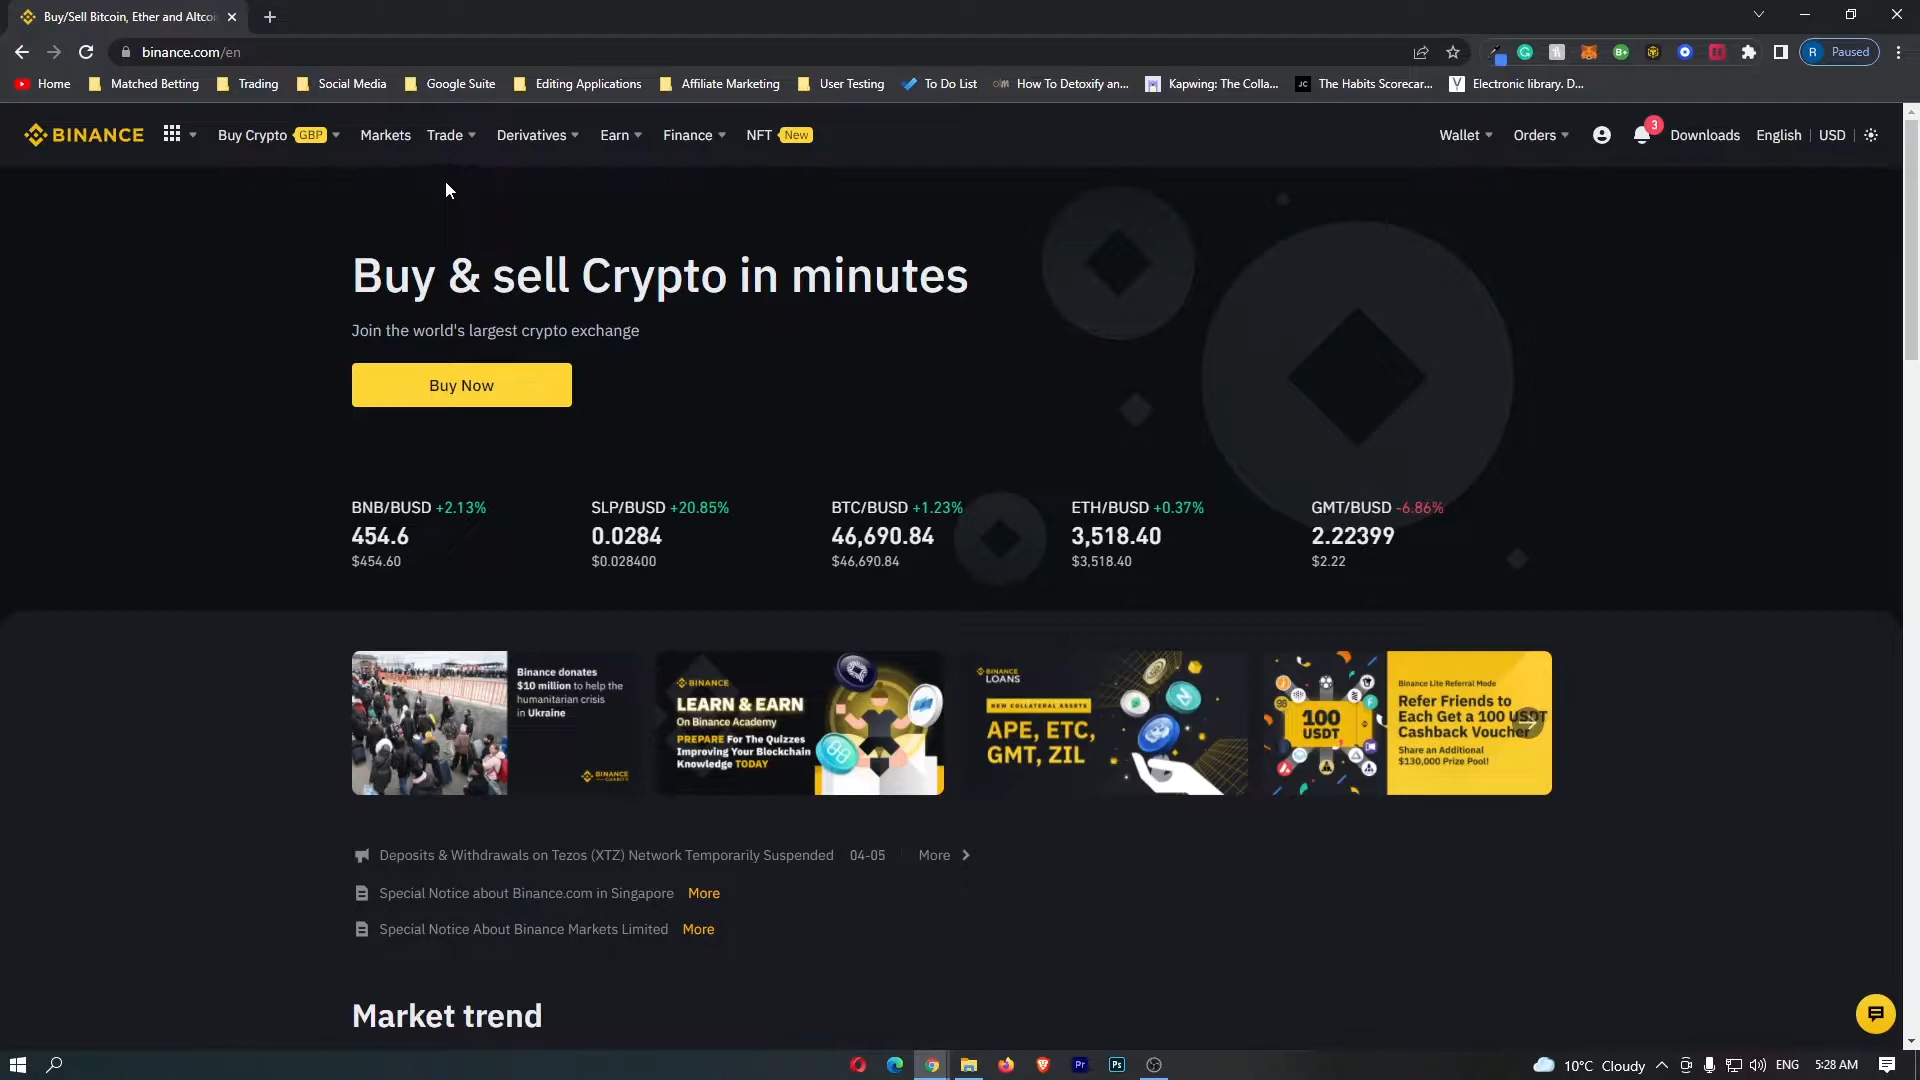 Buy/Sell Bitcoin, Ether and Altcoi
binance.com/en
Paused
Home
Matched Betting
Trading
Social Media
Google Suite
Editing Applications
Affiliate Marketing
User Testing
To Do List
How To Detoxify an...
Kapwing: The Colla...
The Habits Scorecar...
Electronic library. D...
BINANCE
Buy Crypto GBP
Markets
Trade
Derivatives
Earn
Finance
NFT New
Wallet
Orders
3
Downloads
English
USD
Buy & sell Crypto in minutes
Join the world's largest crypto exchange
Buy Now
BNB/BUSD +2.13%
454.6
$454.60
SLP/BUSD +20.85%
0.0284
$0.028400
BTC/BUSD +1.23%
46,690.84
$46,690.84
ETH/BUSD +0.37%
3,518.40
$3,518.40
GMT/BUSD -6.86%
2.22399
$2.22
Binance donates
$10 million to help the
humanitarian crisis
in Ukraine
BINANCE
CHARITY
BINANCE
LEARN & EARN
On Binance Academy
PREPARE For The Quizzes
Improving Your Blockchain
Knowledge TODAY
BINANCE
LOANS
NEW COLLATERAL ASSETS
APE, ETC,
GMT, ZIL
100
USDT
Binance Lite Referral Mode
Refer Friends to
Each Get a 100 USDT
Cashback Voucher
Share an Additional
$130,000 Prize Pool!
Deposits & Withdrawals on Tezos (XTZ) Network Temporarily Suspended 04-05 More
Special Notice about Binance.com in Singapore More
Special Notice About Binance Markets Limited More
Market trend
10°C Cloudy
ENG
5:28 AM